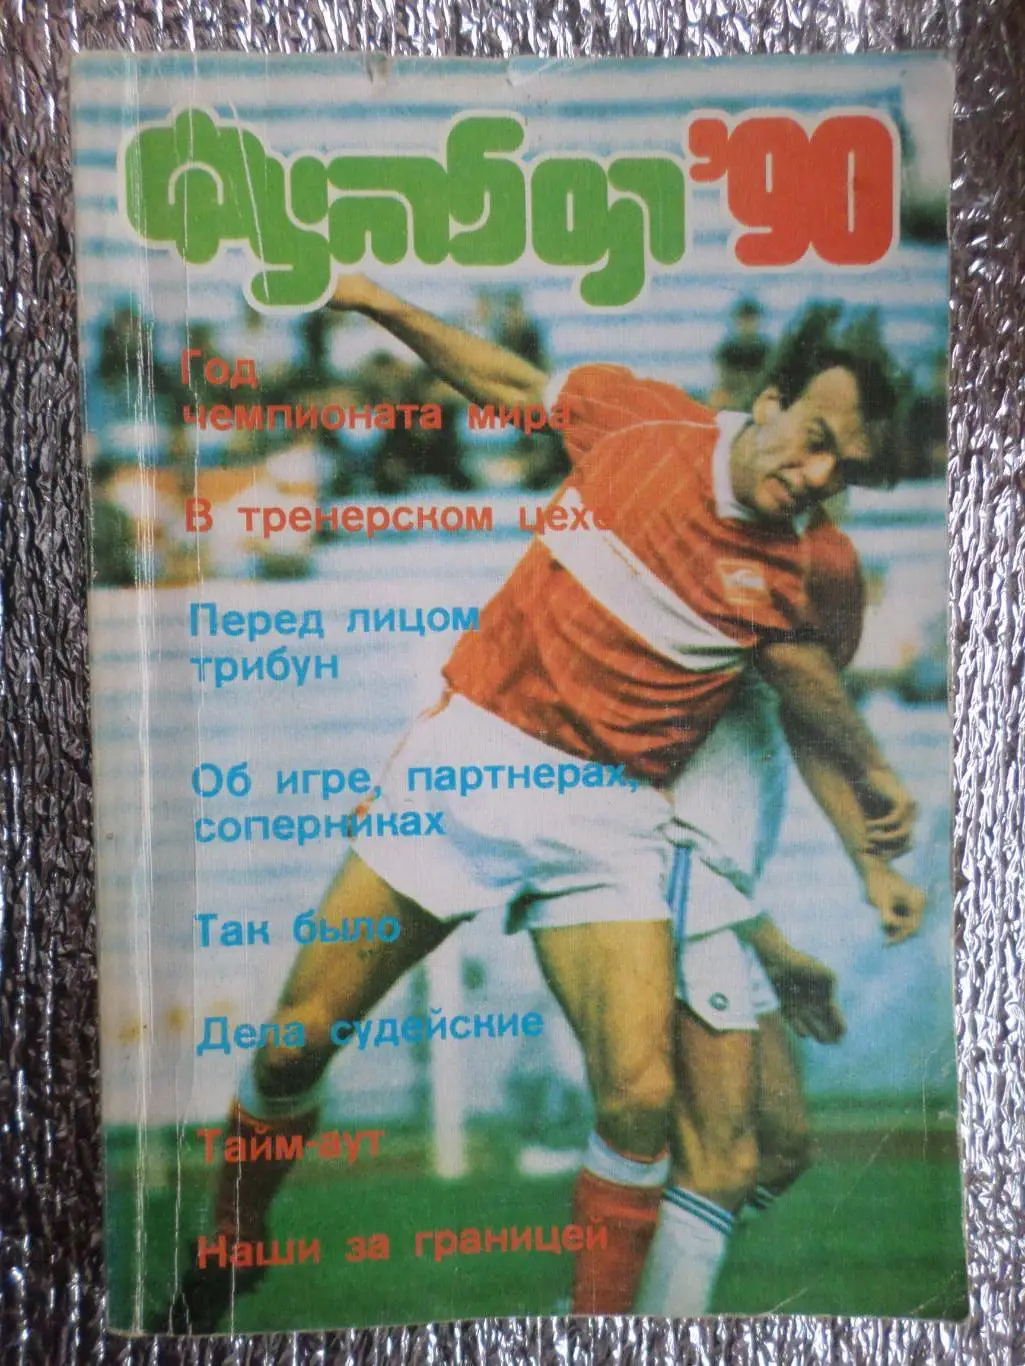 Футбол'90
Год
чемпионата мира
В тренерском цехе
Перед лицом
трибун
Об игре, партнерах,
соперниках
Так было
Дела судейские
Тайм-аут
Наши за границей